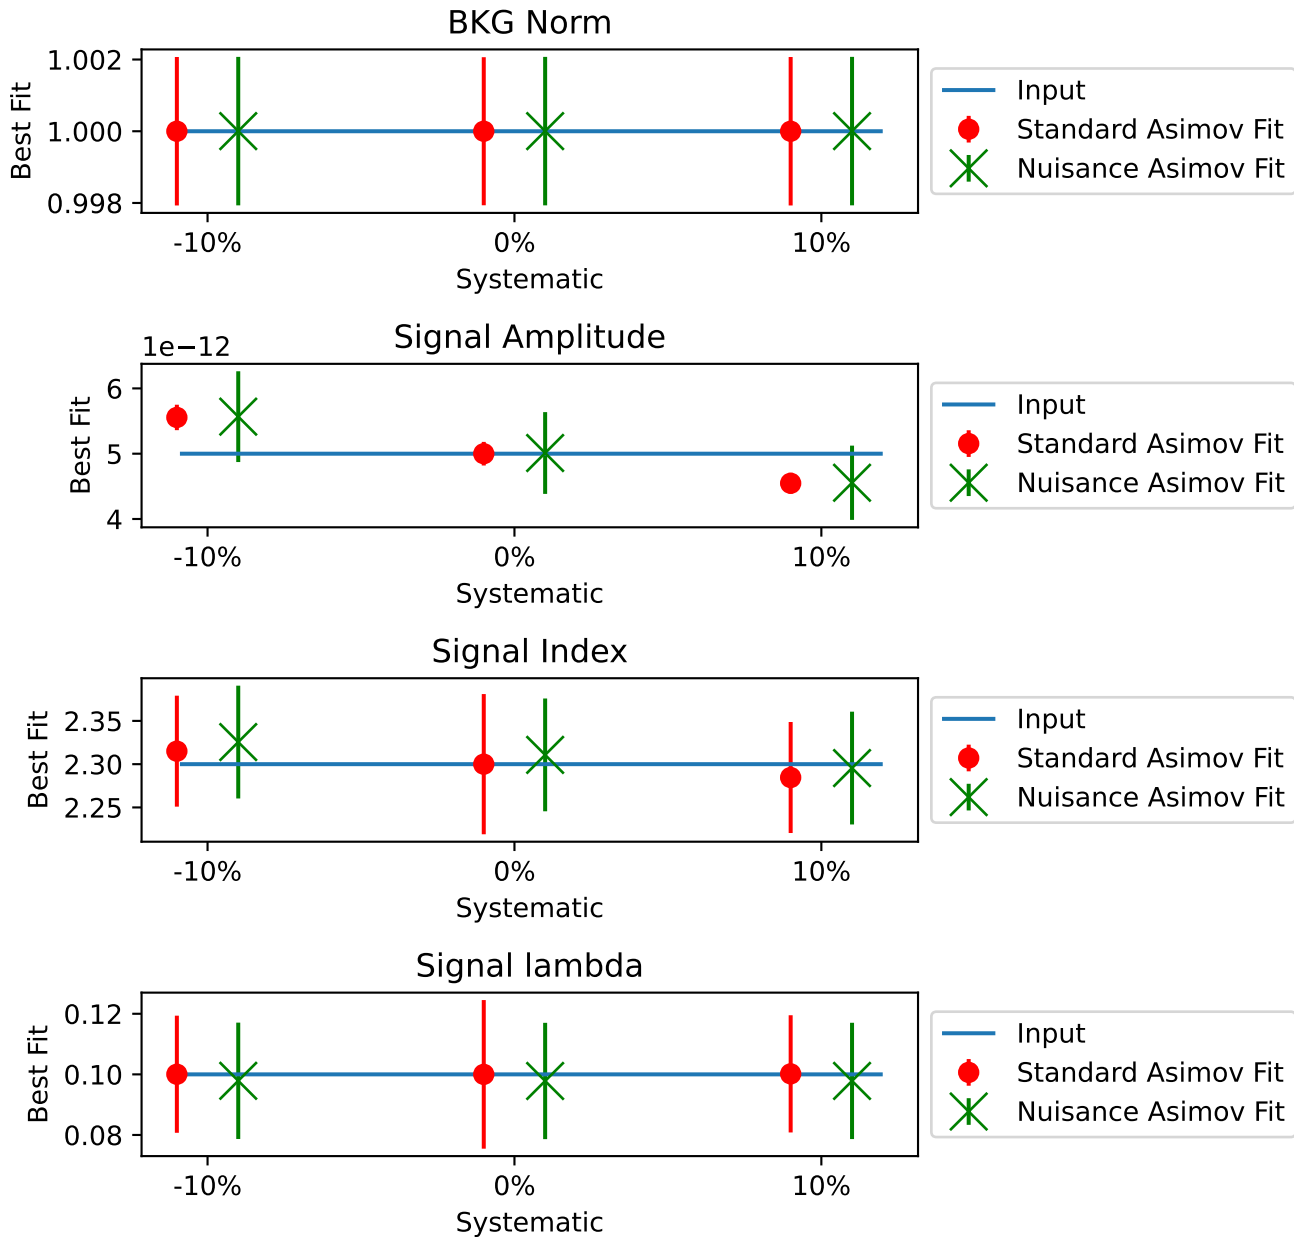 BKG Norm
1.002
1.000
0.998
Best Fit
-10%
0%
10%
Systematic
Input
Standard Asimov Fit
Nuisance Asimov Fit
Signal Amplitude
1e−12
6
5
4
Best Fit
-10%
0%
10%
Systematic
Input
Standard Asimov Fit
Nuisance Asimov Fit
Signal Index
2.35
2.30
2.25
Best Fit
-10%
0%
10%
Systematic
Input
Standard Asimov Fit
Nuisance Asimov Fit
Signal lambda
0.12
0.10
0.08
Best Fit
-10%
0%
10%
Systematic
Input
Standard Asimov Fit
Nuisance Asimov Fit